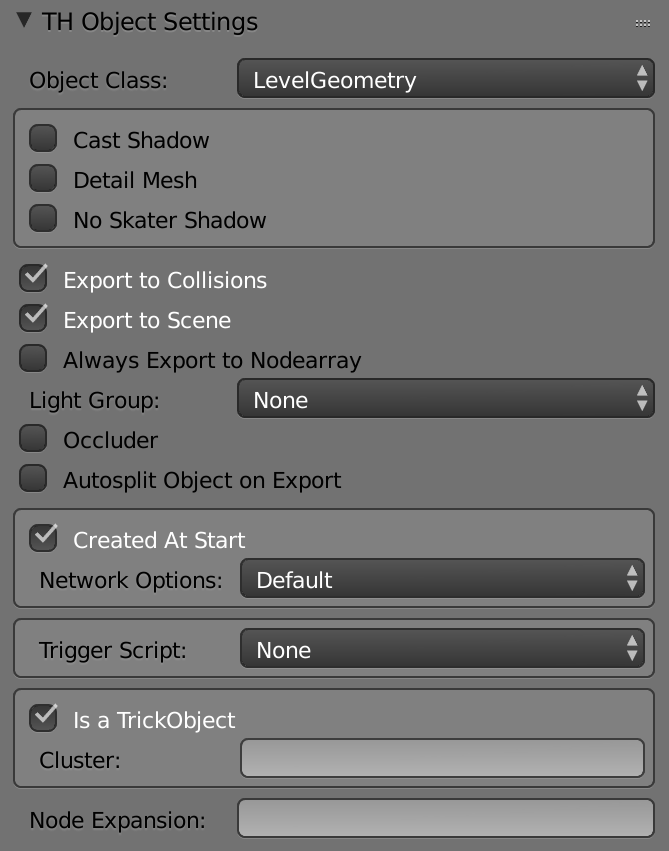 TH Object Settings
Object Class: LevelGeometry
Cast Shadow
Detail Mesh
No Skater Shadow
Export to Collisions
Export to Scene
Always Export to Nodearray
Light Group: None
Occluder
Autosplit Object on Export
Created At Start
Network Options: Default
Trigger Script: None
Is a TrickObject
Cluster:
Node Expansion: